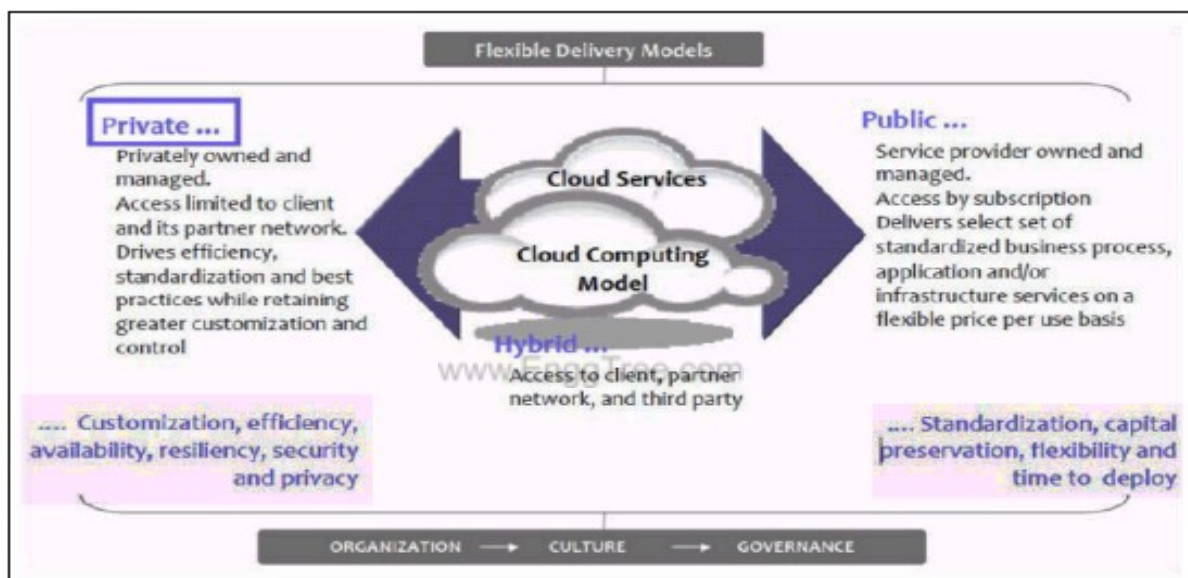 Flexible Delivery Models
Private ...
Privately owned and
managed.
Access limited to client
and its partner network.
Drives efficiency,
standardization and best
practices while retaining
greater customization and
control
Cloud Services
Cloud Computing
Model
Public ...
Service provider owned and
managed.
Access by subscription
Delivers select set of
standardized business process,
application and/or
infrastructure services on a
flexible price per use basis
Hybrid ...
www.EnggTree.com
Access to client, partner
network, and third party
.... Customization, efficiency,
availability, resiliency, security
and privacy
.... Standardization, capital
preservation, flexibility and
time to deploy
ORGANIZATION → CULTURE → GOVERNANCE